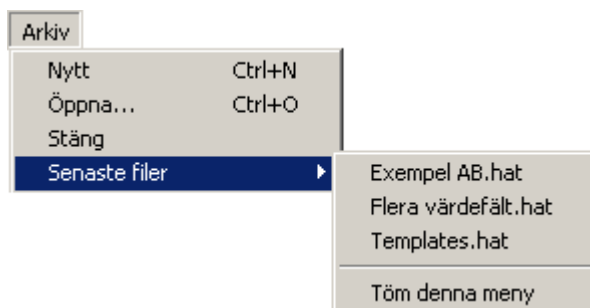 Arkiv
Nytt Ctrl+N
Öppna... Ctrl+O
Stäng
Senaste filer
Exempel AB.hat
Flera värdefält.hat
Templates.hat
Töm denna meny